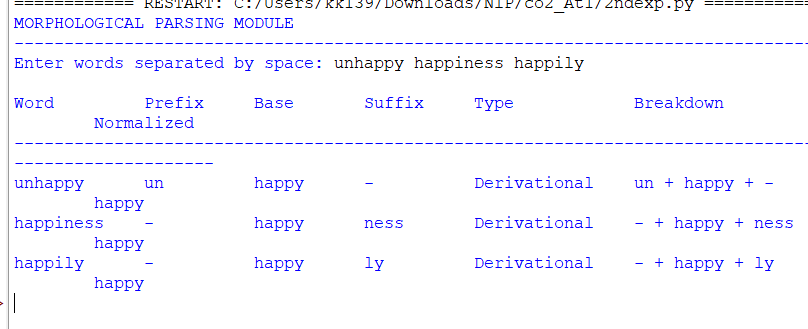 ============ RESTART: C:/Users/kk139/Downloads/NlP/co2_At1/2ndexp.py ===========
MORPHOLOGICAL PARSING MODULE
--------------------------------------------------------------------------------
Enter words separated by space: unhappy happiness happily
Word Prefix Base Suffix Type Breakdown
Normalized
--------------------------------------------------------------------------------
--------------------
unhappy un happy - Derivational un + happy + -
happy
happiness - happy ness Derivational - + happy + ness
happy
happily - happy ly Derivational - + happy + ly
happy